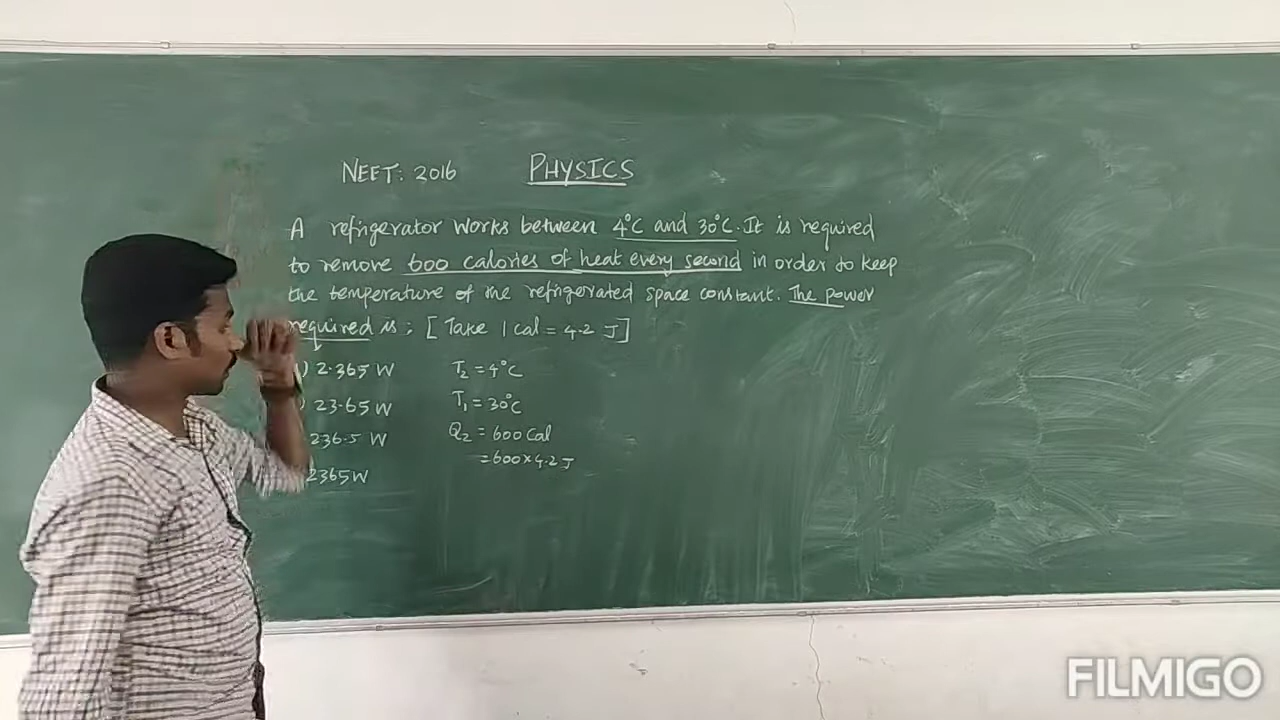 NEET: 2016 PHYSICS
A refrigerator works between 4°C and 30°C. It is required
to remove 600 calories of heat every second in order to keep
the temperature of the refrigerated space constant. The power
required is ; [Take 1 cal = 4.2 J]
) 2.365 W T₂ = 4°C
) 23.65 W T₁ = 30°C
236.5 W Q₂ = 600 Cal
= 600 × 4.2 J
2365 W
FILMIGO